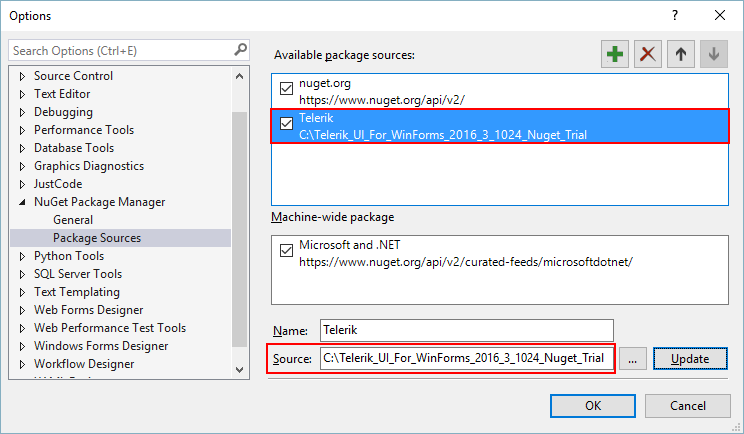 Options
Search Options (Ctrl+E)
Source Control
Text Editor
Debugging
Performance Tools
Database Tools
Graphics Diagnostics
JustCode
NuGet Package Manager
General
Package Sources
Python Tools
SQL Server Tools
Text Templating
Web Forms Designer
Web Performance Test Tools
Windows Forms Designer
Workflow Designer
Available package sources:
nuget.org
https://www.nuget.org/api/v2/
Telerik
C:\Telerik_UI_For_WinForms_2016_3_1024_Nuget_Trial
Machine-wide package
Microsoft and .NET
https://www.nuget.org/api/v2/curated-feeds/microsoftdotnet/
Name: Telerik
Source: C:\Telerik_UI_For_WinForms_2016_3_1024_Nuget_Trial ... Update
OK Cancel